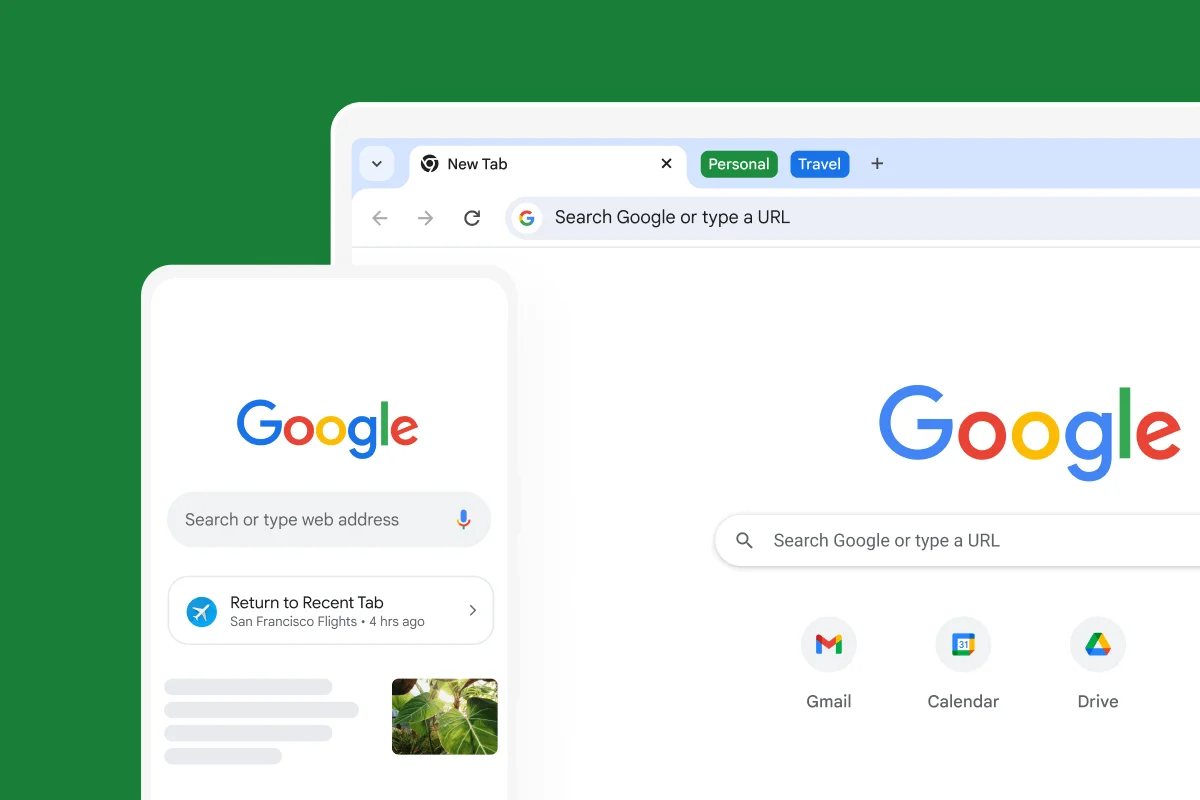 New Tab
Personal
Travel
Search Google or type a URL
Google
Search or type web address
Return to Recent Tab
San Francisco Flights • 4 hrs ago
Google
Search Google or type a URL
31
Gmail
Calendar
Drive